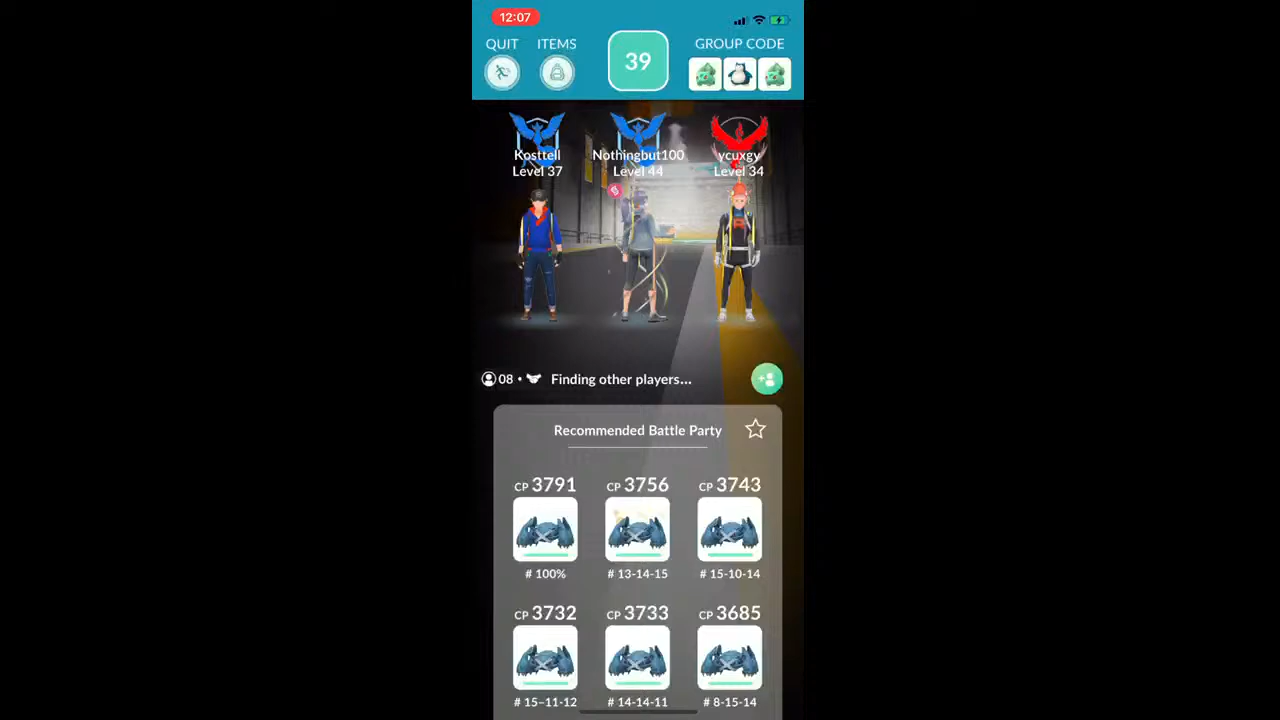 12:07
QUIT ITEMS 39 GROUP CODE
Kosttell Nothingbut100 ycuxgy
Level 37 Level 44 Level 34
08 • Finding other players...
Recommended Battle Party
CP 3791 CP 3756 CP 3743
# 100% # 13-14-15 # 15-10-14
CP 3732 CP 3733 CP 3685
# 15–11-12 # 14-14-11 # 8-15-14